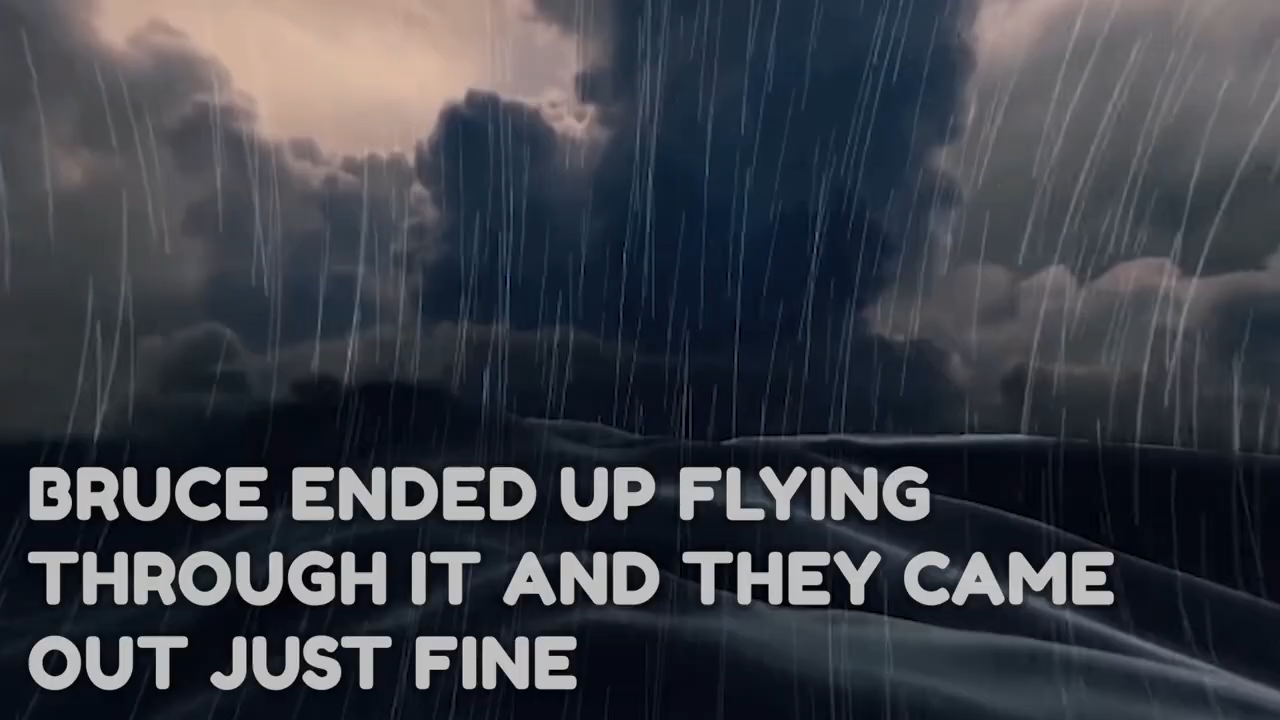 BRUCE ENDED UP FLYING
THROUGH IT AND THEY CAME
OUT JUST FINE